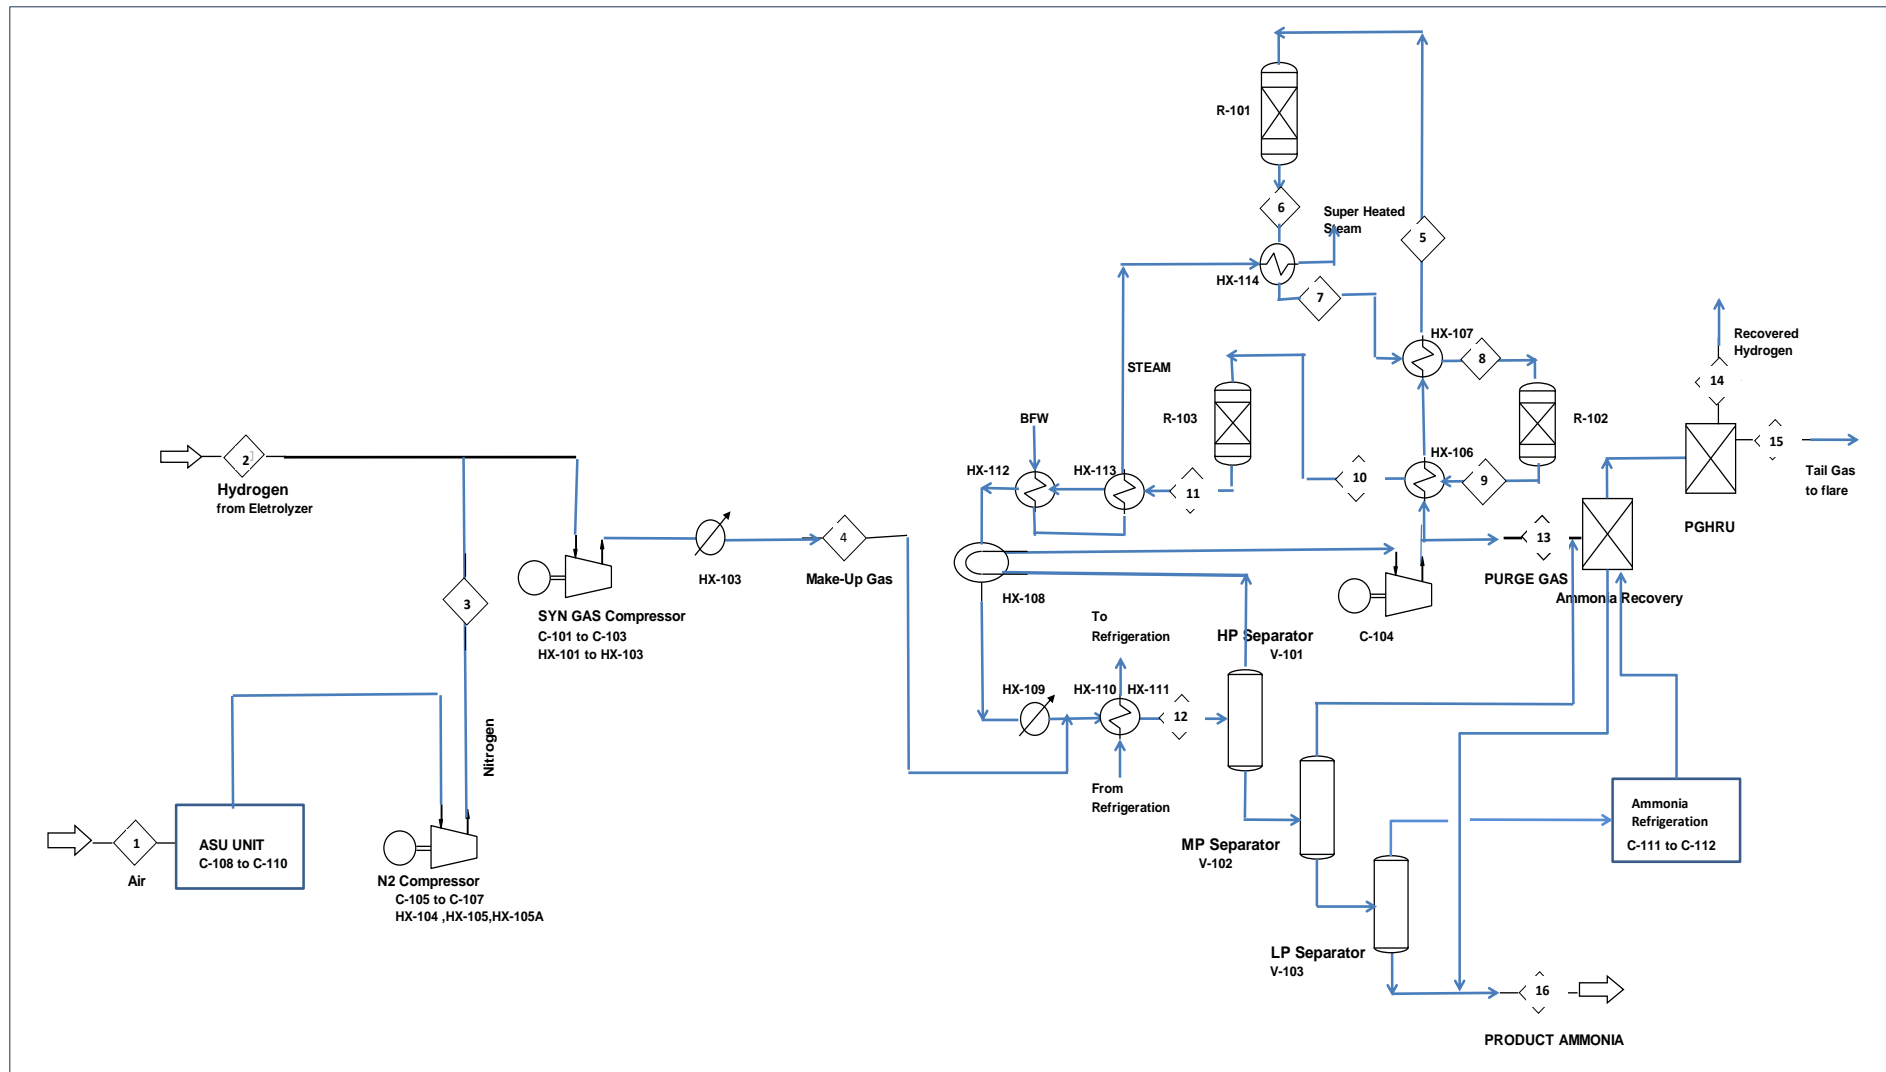 R-101
6
Super Heated
Steam
5
HX-114
7
HX-107
8
Recovered
Hydrogen
14
STEAM
R-103
R-102
BFW
2
HX-112
HX-113
11
10
HX-106
9
15
Tail Gas
to flare
Hydrogen
from Eletrolyzer
4
13
PGHRU
HX-103
Make-Up Gas
PURGE GAS
Ammonia Recovery
3
HX-108
SYN GAS Compressor
C-101 to C-103
HX-101 to HX-103
To
Refrigeration
C-104
HP Separator
V-101
HX-109
HX-110
HX-111
12
Nitrogen
From
Refrigeration
Ammonia
Refrigeration
C-111 to C-112
1
ASU UNIT
C-108 to C-110
Air
MP Separator
V-102
N2 Compressor
C-105 to C-107
HX-104 ,HX-105,HX-105A
LP Separator
V-103
16
PRODUCT AMMONIA